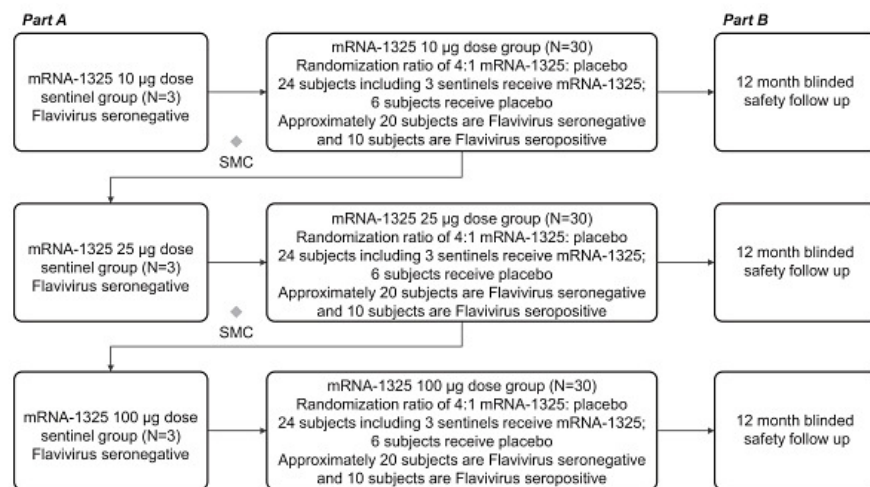 Part A
Part B
mRNA-1325 10 µg dose
sentinel group (N=3)
Flavivirus seronegative
mRNA-1325 10 µg dose group (N=30)
Randomization ratio of 4:1 mRNA-1325: placebo
24 subjects including 3 sentinels receive mRNA-1325;
6 subjects receive placebo
Approximately 20 subjects are Flavivirus seronegative
and 10 subjects are Flavivirus seropositive
12 month blinded
safety follow up
SMC
mRNA-1325 25 µg dose
sentinel group (N=3)
Flavivirus seronegative
mRNA-1325 25 µg dose group (N=30)
Randomization ratio of 4:1 mRNA-1325: placebo
24 subjects including 3 sentinels receive mRNA-1325;
6 subjects receive placebo
Approximately 20 subjects are Flavivirus seronegative
and 10 subjects are Flavivirus seropositive
12 month blinded
safety follow up
SMC
mRNA-1325 100 µg dose
sentinel group (N=3)
Flavivirus seronegative
mRNA-1325 100 µg dose group (N=30)
Randomization ratio of 4:1 mRNA-1325: placebo
24 subjects including 3 sentinels receive mRNA-1325;
6 subjects receive placebo
Approximately 20 subjects are Flavivirus seronegative
and 10 subjects are Flavivirus seropositive
12 month blinded
safety follow up